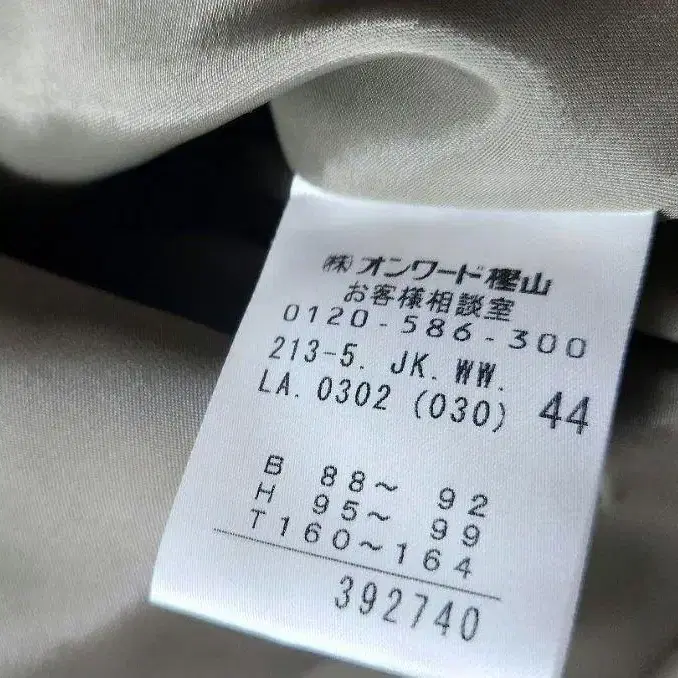 (株)オンワード樫山
お客様相談室
0120-586-300
213-5. JK. WW.
LA. 0302 (030) 44
B 88～ 92
H 95～ 99
T160～164
392740